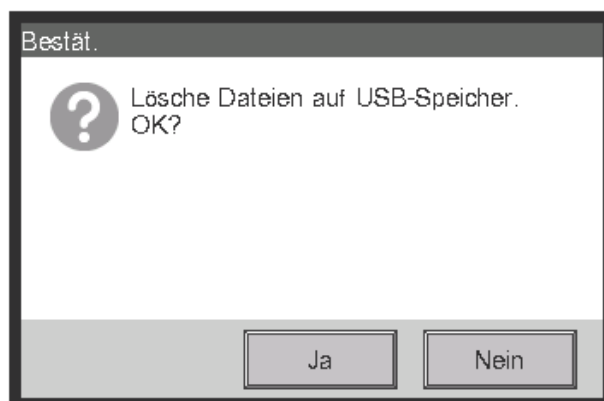 Bestät.
Lösche Dateien auf USB-Speicher.
OK?
Ja
Nein